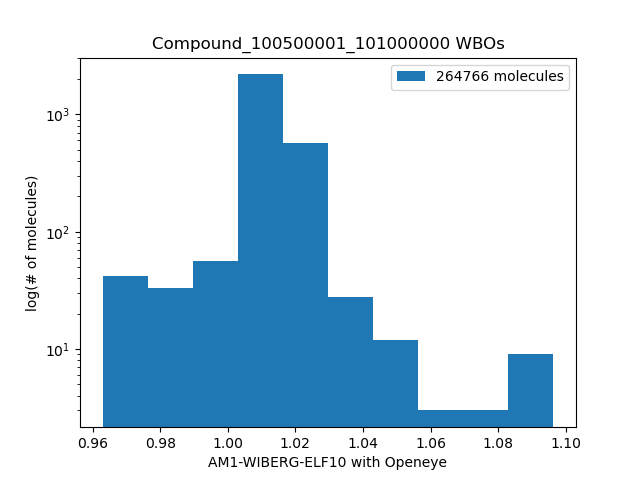 Compound_100500001_101000000 WBOs
264766 molecules
log(# of molecules)
10³
10²
10¹
0.96 0.98 1.00 1.02 1.04 1.06 1.08 1.10
AM1-WIBERG-ELF10 with Openeye